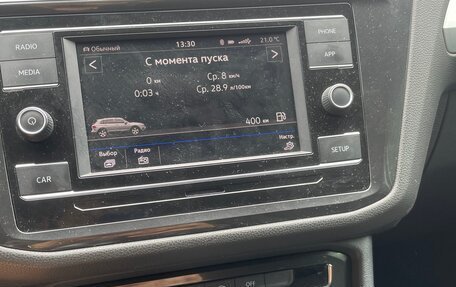 RADIO
MEDIA
CAR
PHONE
APP
SETUP
Обычный 13:30 21.0 °C
С момента пуска
0 км Ср. 8 км/ч
0:03 ч Ср. 28.9 л/100км
400 км
Выбор Радио Настр.
OFF